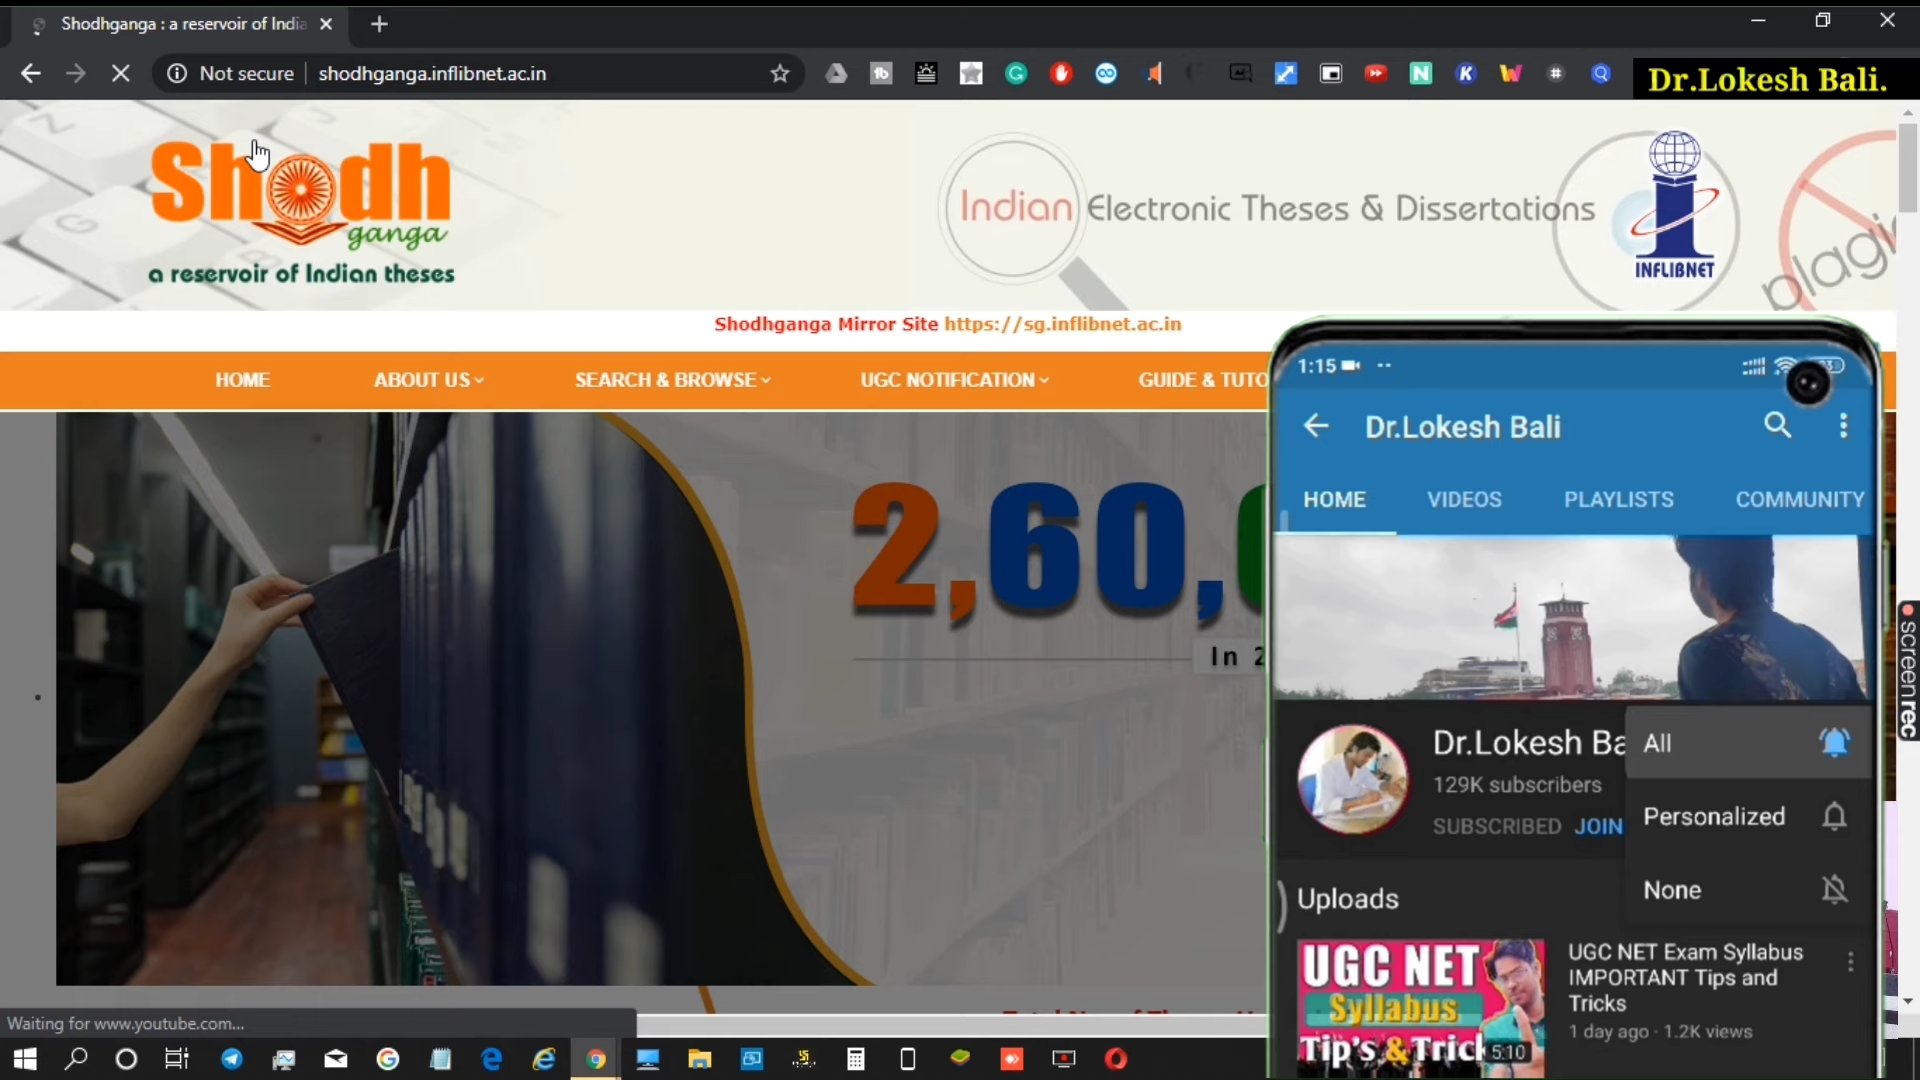 Shodhganga : a reservoir of India
Not secure
shodhganga.inflibnet.ac.in
Dr.Lokesh Bali.
Shodh
ganga
a reservoir of Indian theses
Indian Electronic Theses & Dissertations
INFLIBNET
Shodhganga Mirror Site https://sg.inflibnet.ac.in
HOME
ABOUT US
SEARCH & BROWSE
UGC NOTIFICATION
GUIDE & TUTO
2,60,
In 2
1:15
Dr.Lokesh Bali
HOME
VIDEOS
PLAYLISTS
COMMUNITY
Dr.Lokesh Ba
129K subscribers
SUBSCRIBED JOIN
All
Personalized
None
Uploads
UGC NET
Syllabus
Tip's & Trick
5:10
UGC NET Exam Syllabus
IMPORTANT Tips and
Tricks
1 day ago · 1.2K views
screenrec
Waiting for www.youtube.com...